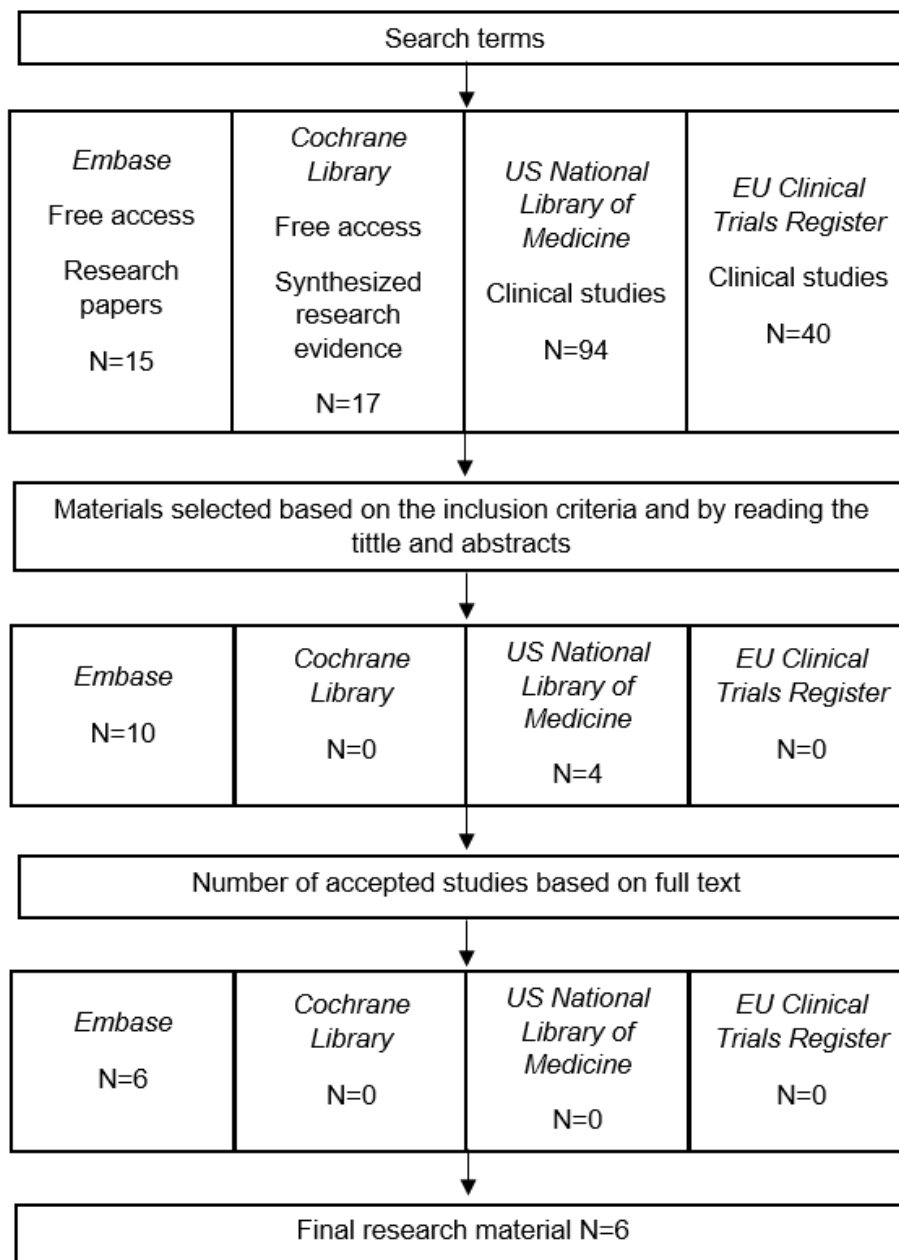 Search terms
Embase
Free access
Research
papers
N=15
Cochrane
Library
Free access
Synthesized
research
evidence
N=17
US National
Library of
Medicine
Clinical studies
N=94
EU Clinical
Trials Register
Clinical studies
N=40
Materials selected based on the inclusion criteria and by reading the
tittle and abstracts
Embase
N=10
Cochrane
Library
N=0
US National
Library of
Medicine
N=4
EU Clinical
Trials Register
N=0
Number of accepted studies based on full text
Embase
N=6
Cochrane
Library
N=0
US National
Library of
Medicine
N=0
EU Clinical
Trials Register
N=0
Final research material N=6